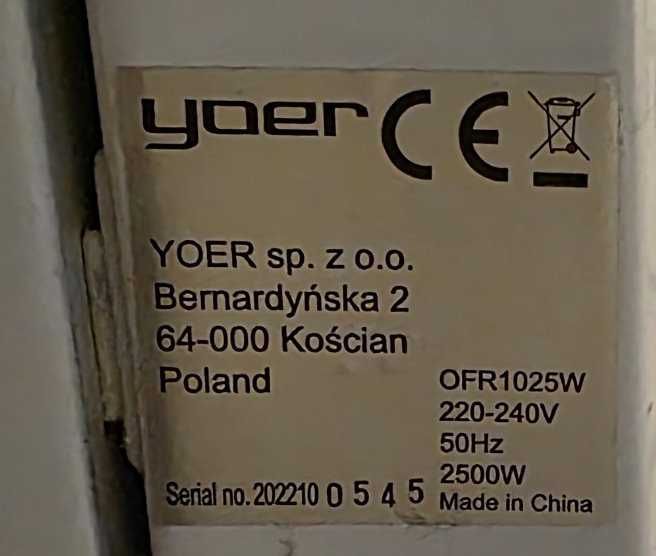 yoer CE
YOER sp. z o.o.
Bernardyńska 2
64-000 Kościan
Poland
OFR1025W
220-240V
50Hz
2500W
Serial no. 202210 0 5 4 5
Made in China